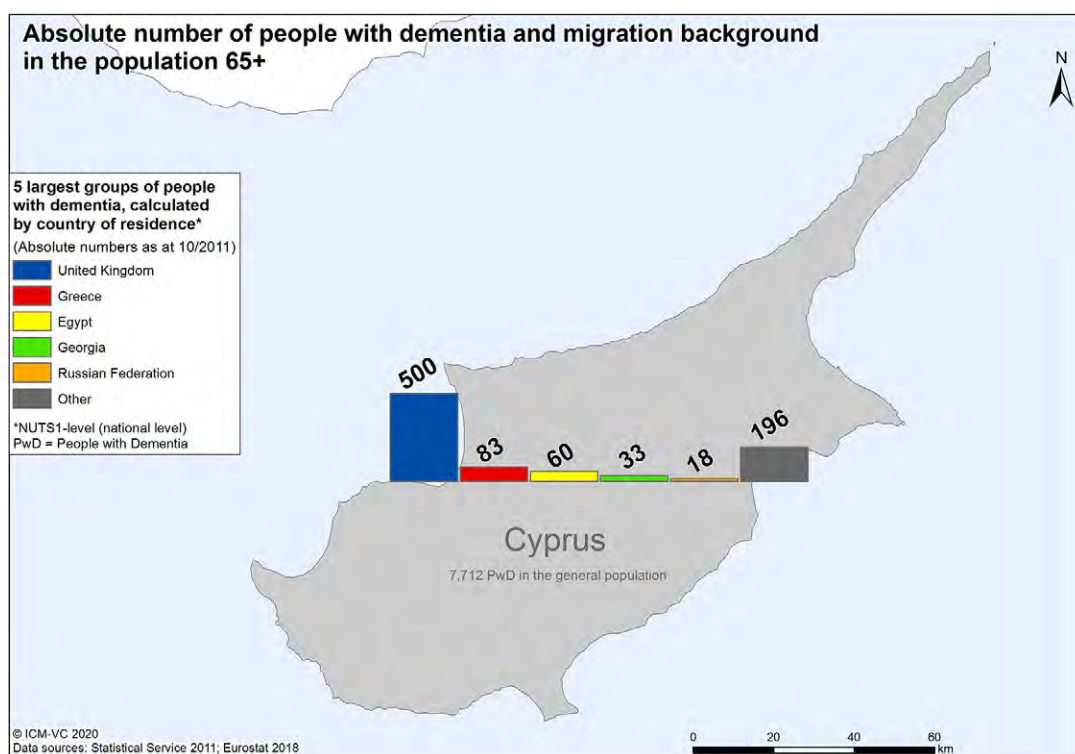 Absolute number of people with dementia and migration background
in the population 65+
N
5 largest groups of people
with dementia, calculated
by country of residence*
(Absolute numbers as at 10/2011)
United Kingdom
Greece
Egypt
Georgia
Russian Federation
Other
*NUTS1-level (national level)
PwD = People with Dementia
500
83
60
33
18
196
Cyprus
7,712 PwD in the general population
© ICM-VC 2020
Data sources: Statistical Service 2011; Eurostat 2018
0 20 40 60
km